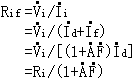 Rif=V̇i/İi
=V̇i/(İd+İf)
=V̇i/[(1+ȦḞ)İd]
=Ri/(1+ȦḞ)